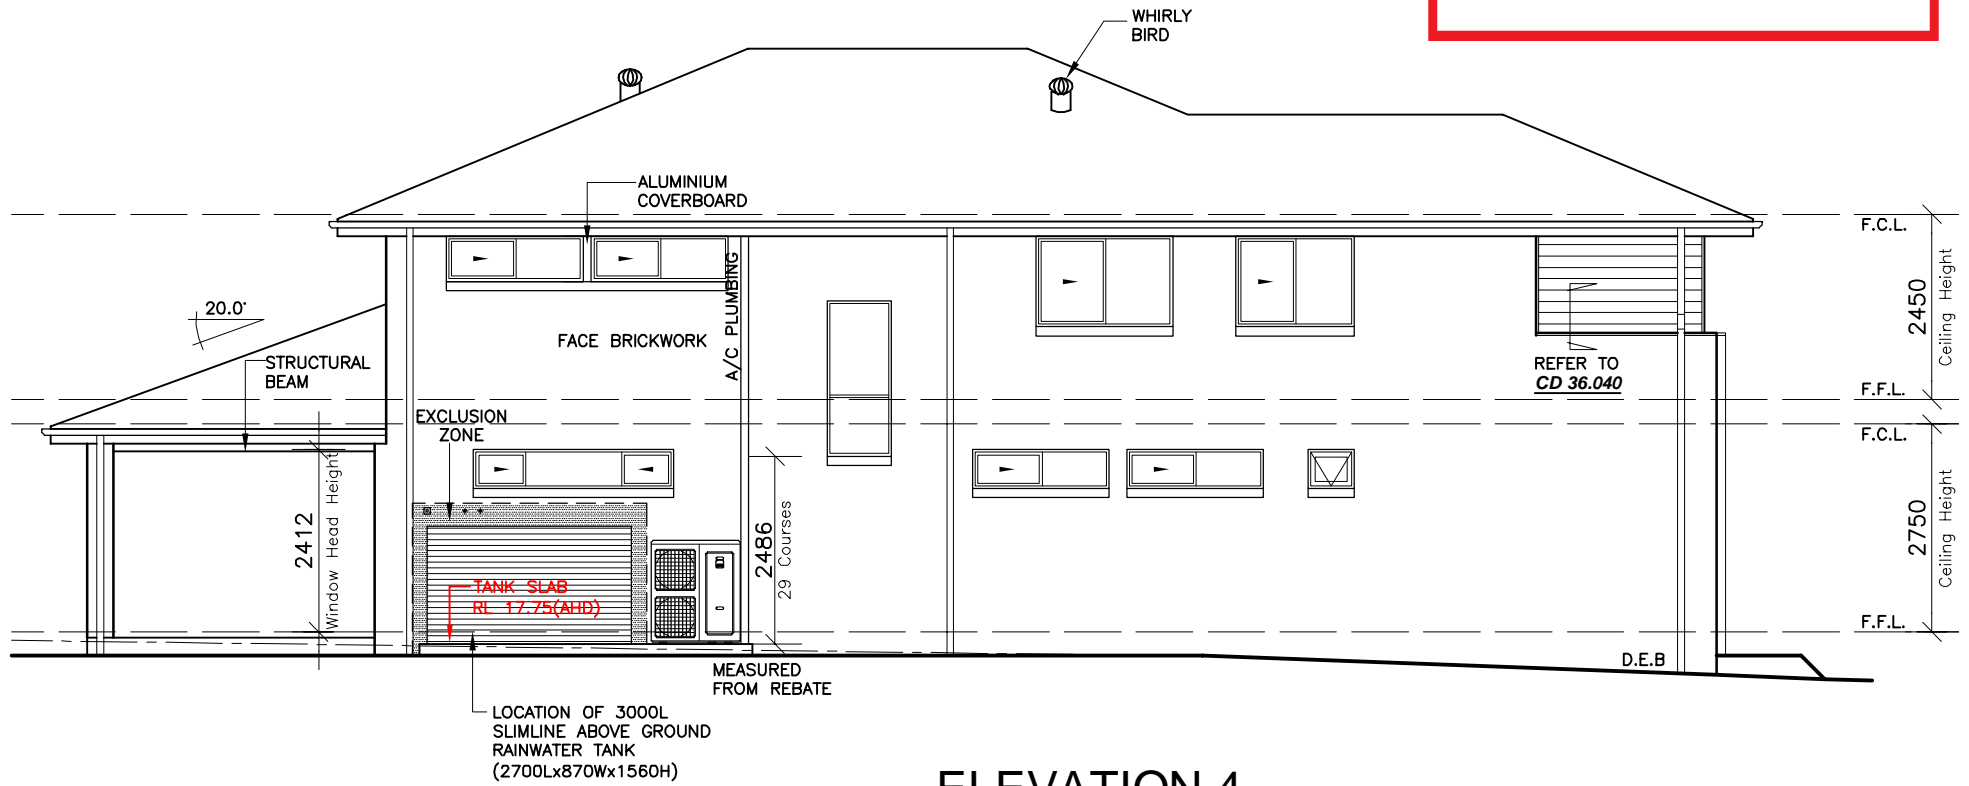 WHIRLY
BIRD
ALUMINIUM
COVERBOARD
F.C.L.
2450
Ceiling Height
A/C PLUMBING
20.0°
FACE BRICKWORK
STRUCTURAL
BEAM
REFER TO
CD 36.040
F.F.L.
EXCLUSION
ZONE
F.C.L.
2412
Window Head Height
2486
29 Courses
2750
Ceiling Height
TANK SLAB
RL 17.75(AHD)
F.F.L.
D.E.B
MEASURED
FROM REBATE
LOCATION OF 3000L
SLIMLINE ABOVE GROUND
RAINWATER TANK
(2700Lx870Wx1560H)
ELEVATION 4